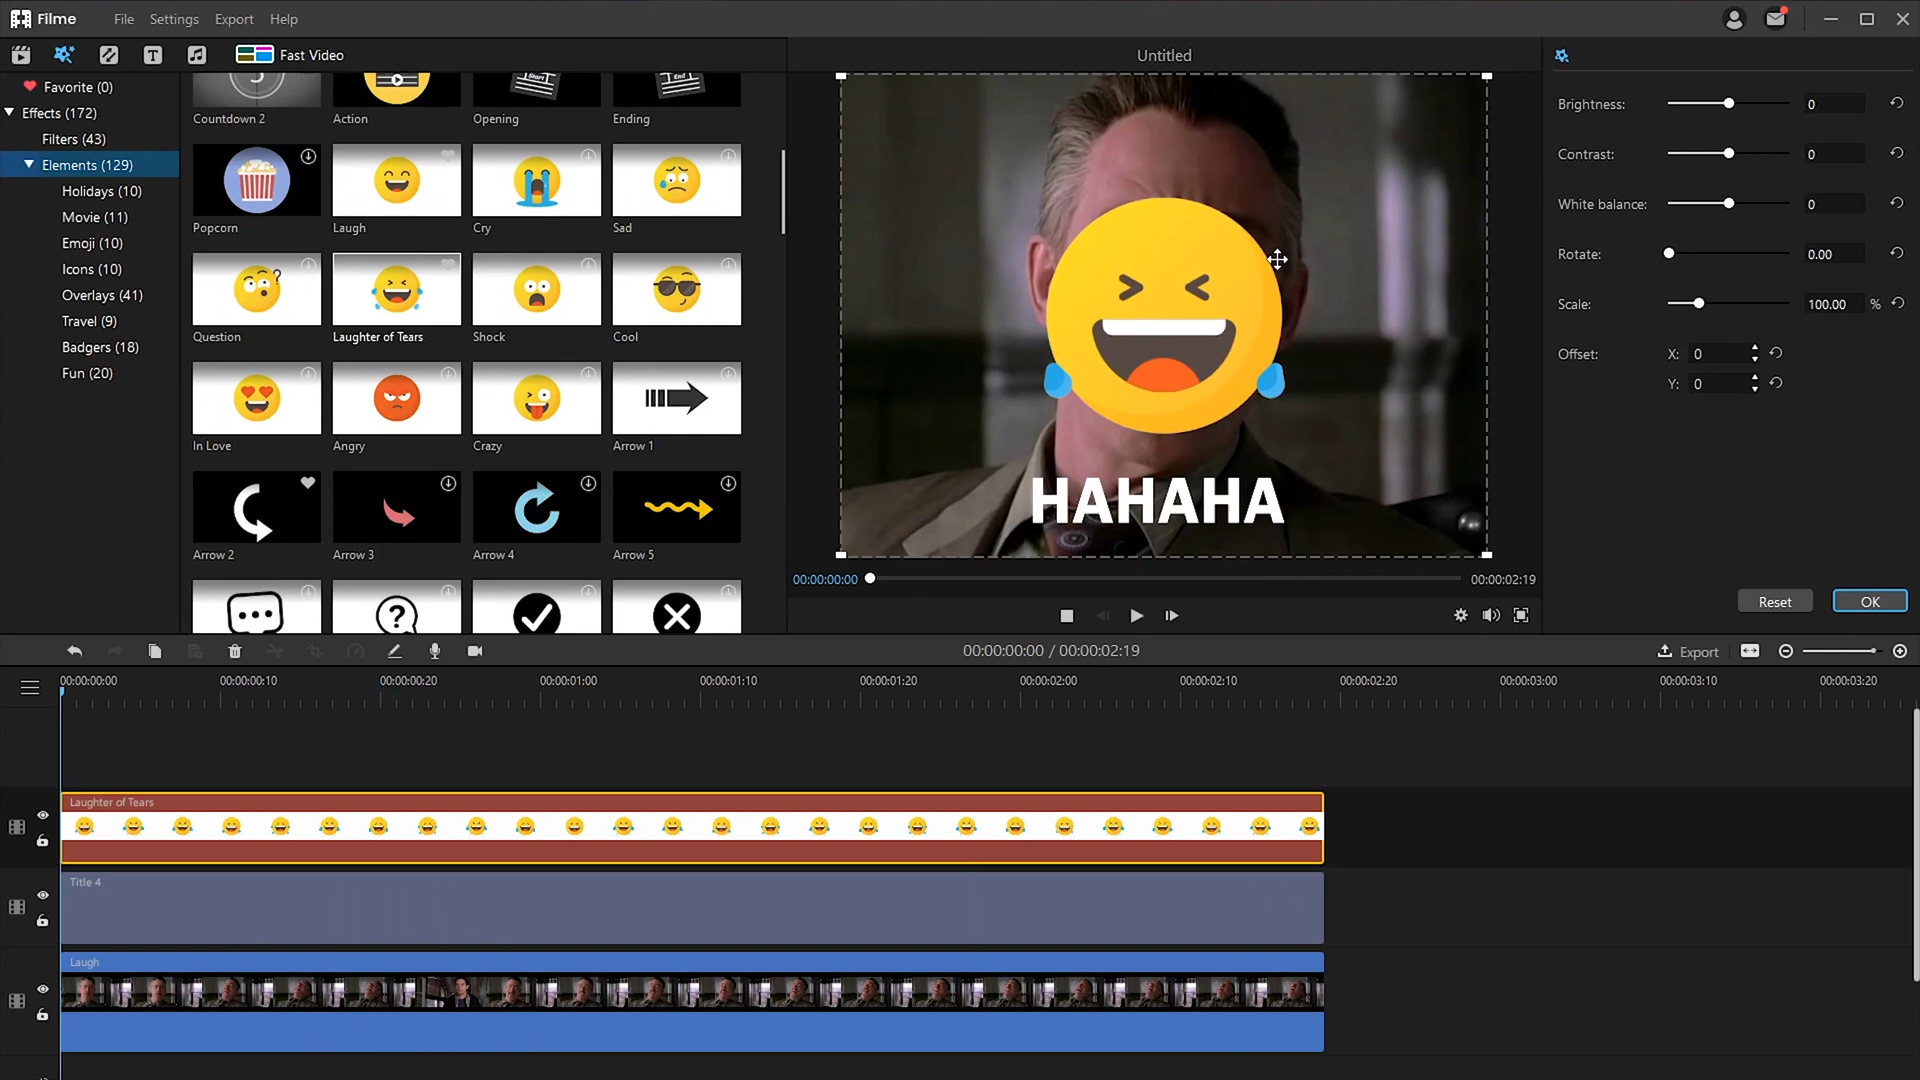 Filme
File Settings Export Help
Fast Video
Untitled
Favorite (0)
Effects (172)
Filters (43)
Elements (129)
Holidays (10)
Movie (11)
Emoji (10)
Icons (10)
Overlays (41)
Travel (9)
Badgers (18)
Fun (20)
Start
End
Countdown 2 Action Opening Ending
Popcorn Laugh Cry Sad
Question Laughter of Tears Shock Cool
In Love Angry Crazy Arrow 1
Arrow 2 Arrow 3 Arrow 4 Arrow 5
HAHAHA
00:00:00:00 00:00:02:19
Brightness: 0
Contrast: 0
White balance: 0
Rotate: 0.00
Scale: 100.00 %
Offset: X: 0
Y: 0
Reset OK
00:00:00:00 / 00:00:02:19
Export
00:00:00:00 00:00:00:10 00:00:00:20 00:00:01:00 00:00:01:10 00:00:01:20 00:00:02:00 00:00:02:10 00:00:02:20 00:00:03:00 00:00:03:10 00:00:03:20
Laughter of Tears
Title 4
Laugh